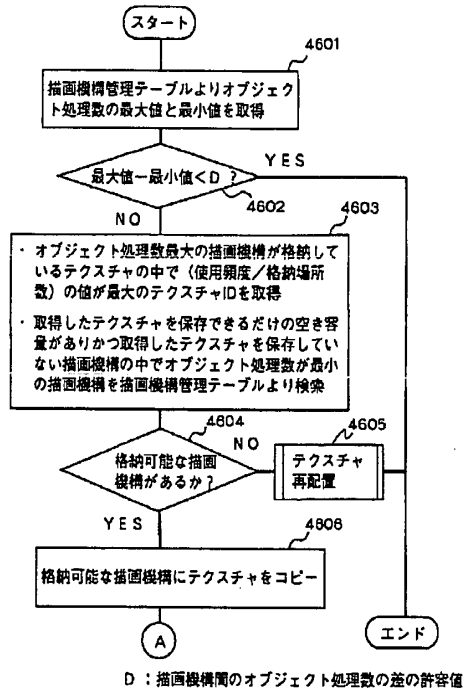 スタート
4601
描画機構管理テーブルよりオブジェクト
ト処理数の最大値と最小値を取得
最大値ー最小値<D ?
YES
4602
NO
4603
・ オブジェクト処理数最大の描画機構が格納して
いるテクスチャの中で(使用頻度/格納場所
数)の値が最大のテクスチャIDを取得
・ 取得したテクスチャを保存できるだけの空き容
量がありかつ取得したテクスチャを保存してい
ない描画機構の中でオブジェクト処理数が最小
の描画機構を描画機構管理テーブルより検索
4604
格納可能な描画
機構があるか?
NO
4605
テクスチャ
再配置
YES
4606
格納可能な描画機構にテクスチャをコピー
A
エンド
D :描画機構間のオブジェクト処理数の差の許容値